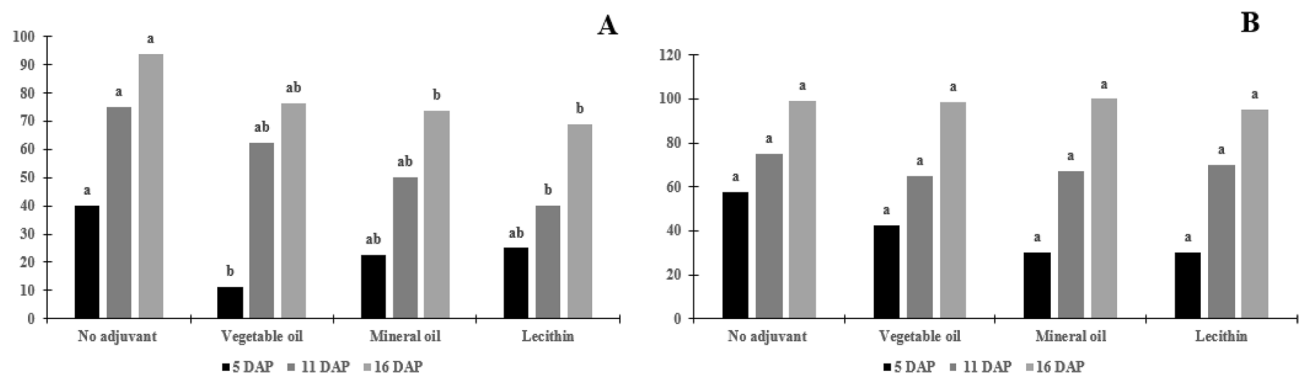 A
100
90
80
70
60
50
40
30
20
10
0
a
a
a
b
ab
ab
ab
ab
b
ab
b
b
No adjuvant Vegetable oil Mineral oil Lecithin
5 DAP 11 DAP 16 DAP
B
120
100
80
60
40
20
0
a
a
a
a
a
a
a
a
a
a
a
a
No adjuvant Vegetable oil Mineral oil Lecithin
5 DAP 11 DAP 16 DAP